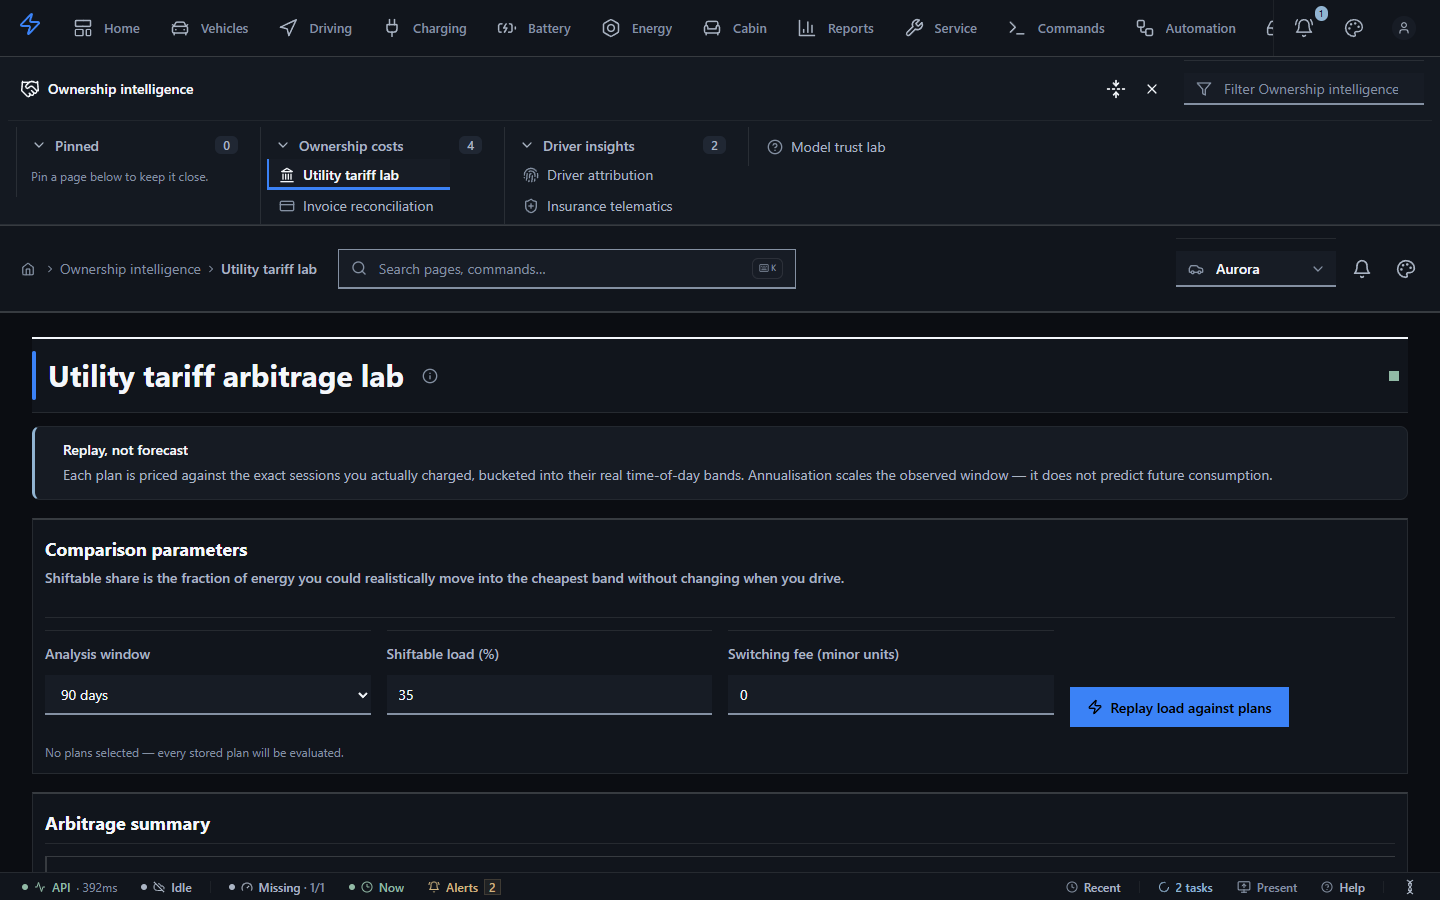 Home Vehicles Driving Charging Battery Energy Cabin Reports Service Commands Automation 1
Ownership intelligence Filter Ownership intelligence
Pinned 0 Ownership costs 4 Driver insights 2 Model trust lab
Pin a page below to keep it close. Utility tariff lab Driver attribution
Invoice reconciliation Insurance telematics
Ownership intelligence Utility tariff lab Search pages, commands... K Aurora
Utility tariff arbitrage lab
Replay, not forecast
Each plan is priced against the exact sessions you actually charged, bucketed into their real time-of-day bands. Annualisation scales the observed window — it does not predict future consumption.
Comparison parameters
Shiftable share is the fraction of energy you could realistically move into the cheapest band without changing when you drive.
Analysis window Shiftable load (%) Switching fee (minor units)
90 days 35 0 Replay load against plans
No plans selected — every stored plan will be evaluated.
Arbitrage summary
API · 392ms Idle Missing · 1/1 Now Alerts 2 Recent 2 tasks Present Help